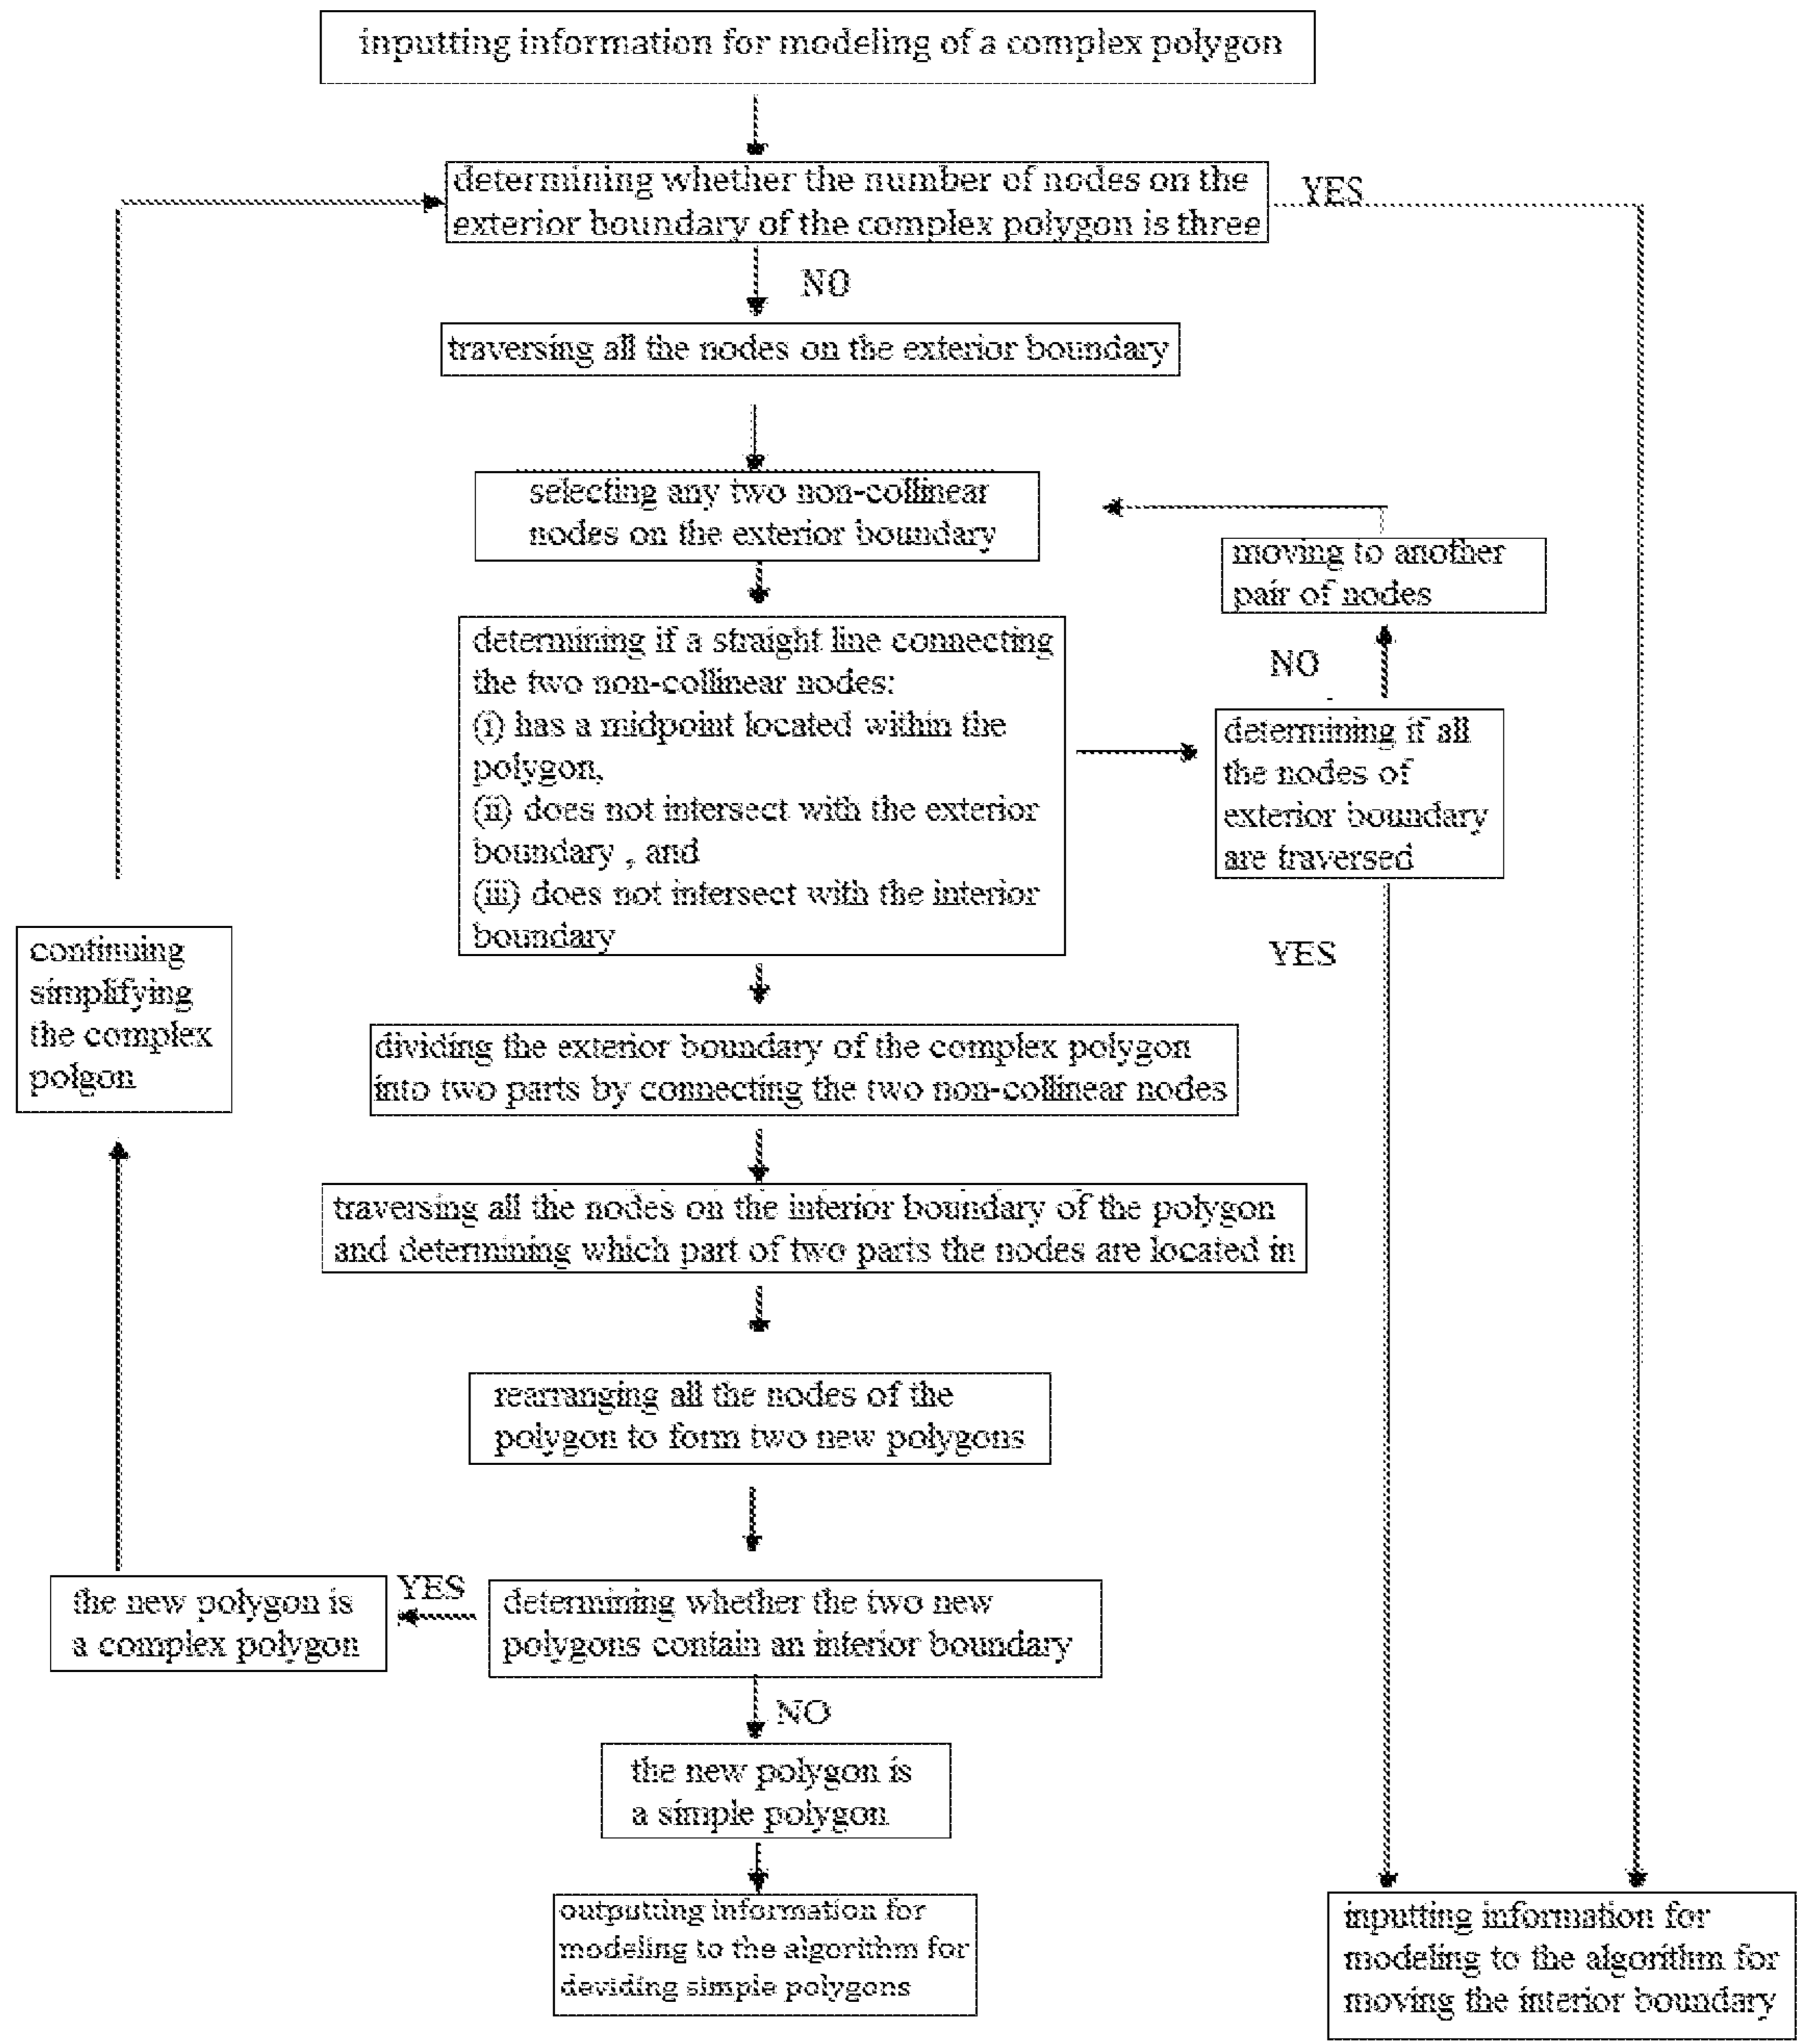 inputting information for modeling of a complex polygon
determining whether the number of nodes on the
exterior boundary of the complex polygon is three
YES
NO
traversing all the nodes on the exterior boundary
selecting any two non-collinear
nodes on the exterior boundary
moving to another
pair of nodes
determining if a straight line connecting
the two non-collinear nodes:
(i) has a midpoint located within the
polygon,
(ii) does not intersect with the exterior
boundary , and
(iii) does not intersect with the interior
boundary
NO
determining if all
the nodes of
exterior boundary
are traversed
YES
continuing
simplifying
the complex
polgon
dividing the exterior boundary of the complex polygon
into two parts by connecting the two non-collinear nodes
traversing all the nodes on the interior boundary of the polygon
and determining which part of two parts the nodes are located in
rearranging all the nodes of the
polygon to form two new polygons
the new polygon is
a complex polygon
YES
determining whether the two new
polygons contain an interior boundary
NO
the new polygon is
a simple polygon
outputting information for
modeling to the algorithm for
deviding simple polygons
inputting information for
modeling to the algorithm for
moving the interior boundary